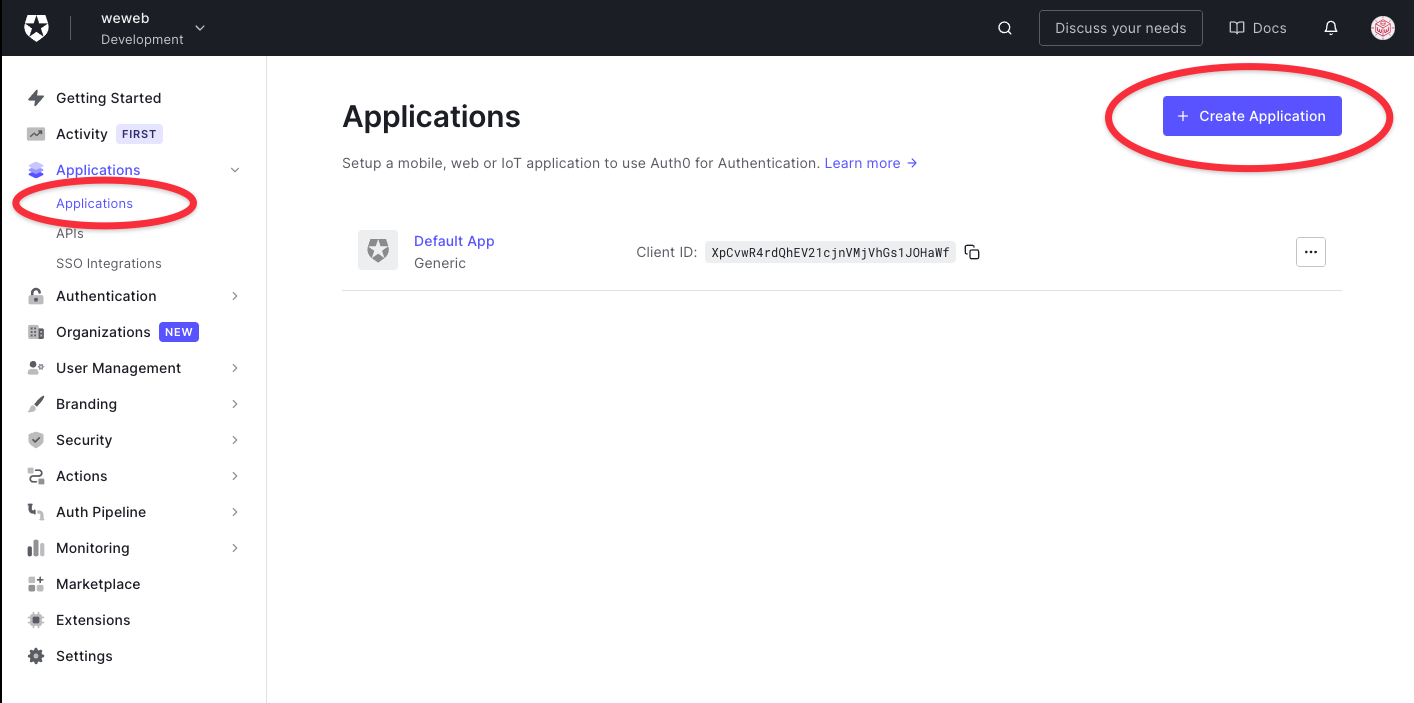 weweb
Development
Discuss your needs
Docs
Getting Started
Activity FIRST
Applications
Applications
APIs
SSO Integrations
Authentication
Organizations NEW
User Management
Branding
Security
Actions
Auth Pipeline
Monitoring
Marketplace
Extensions
Settings
Applications
+ Create Application
Setup a mobile, web or IoT application to use Auth0 for Authentication. Learn more →
Default App
Generic
Client ID: XpCvwR4rdQhEV21cjnVMjVhGs1JOHaWf